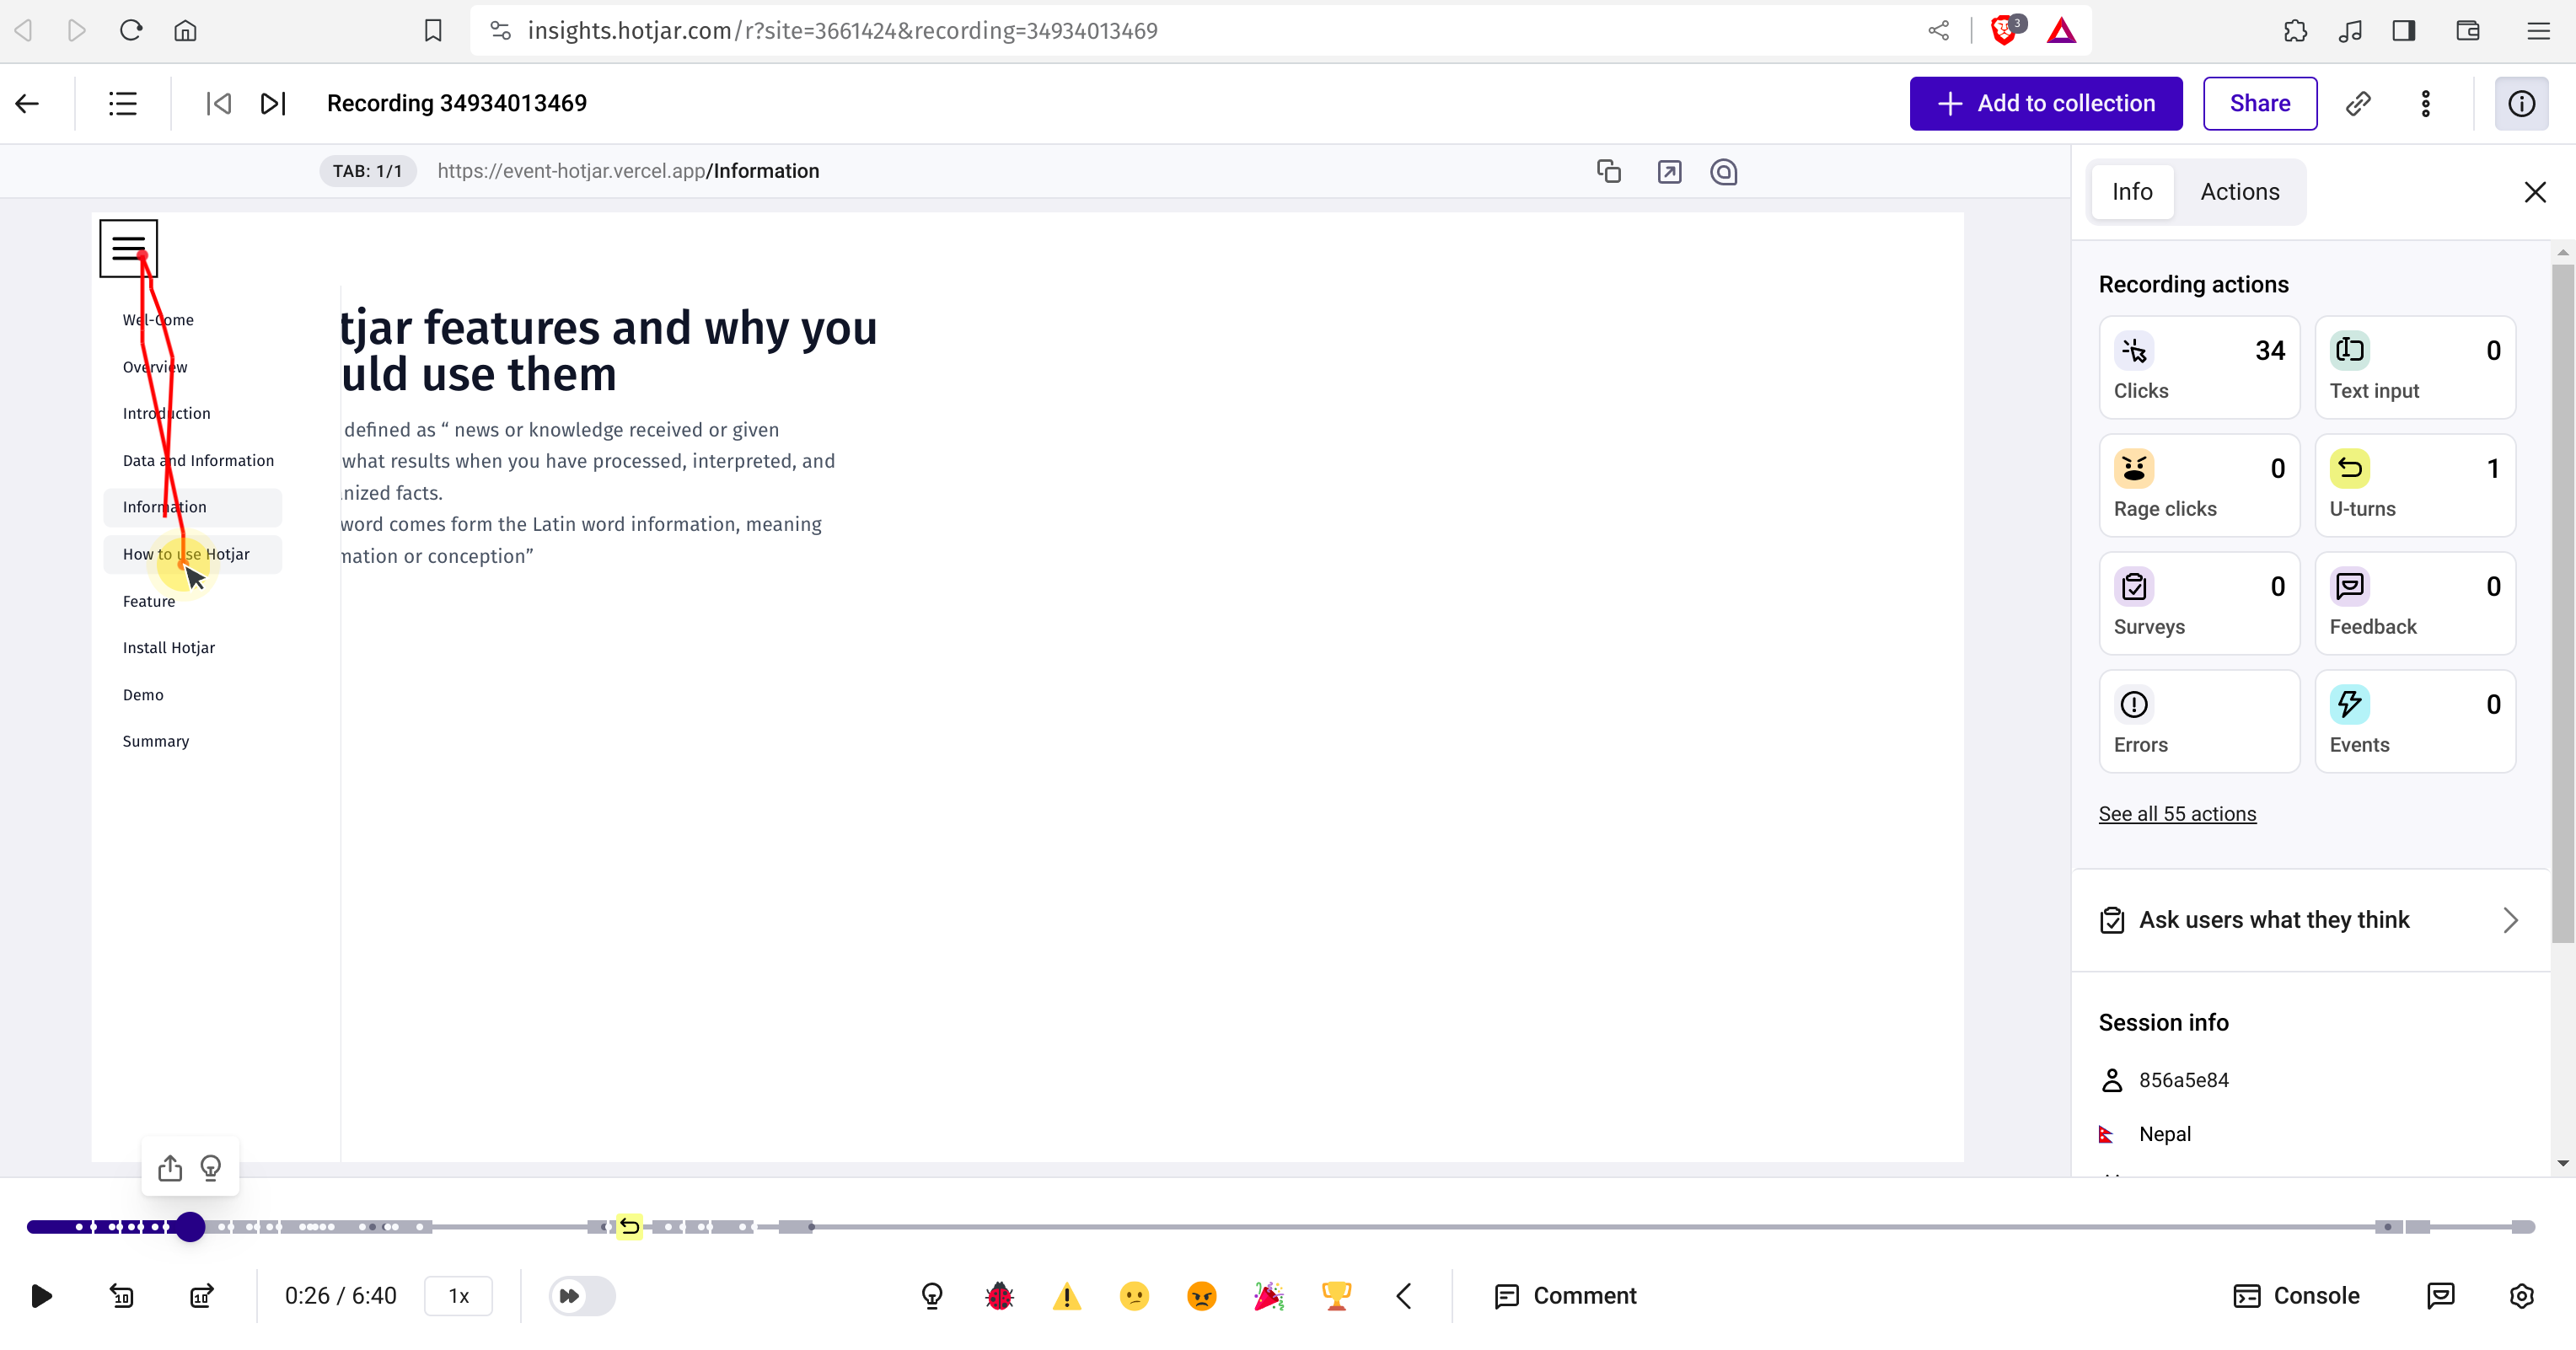 insights.hotjar.com/r?site=3661424&recording=34934013469
3
Recording 34934013469
Add to collection
Share
TAB: 1/1
https://event-hotjar.vercel.app/Information
Info
Actions
Wel-Come
Overview
Introduction
Data and Information
Information
How to use Hotjar
Feature
Install Hotjar
Demo
Summary
tjar features and why you
uld use them
defined as “ news or knowledge received or given
what results when you have processed, interpreted, and
nized facts.
word comes form the Latin word information, meaning
mation or conception”
Recording actions
34
Clicks
0
Text input
0
Rage clicks
1
U-turns
0
Surveys
0
Feedback
Errors
0
Events
See all 55 actions
Ask users what they think
Session info
856a5e84
Nepal
10
10
0:26 / 6:40
1x
Comment
Console